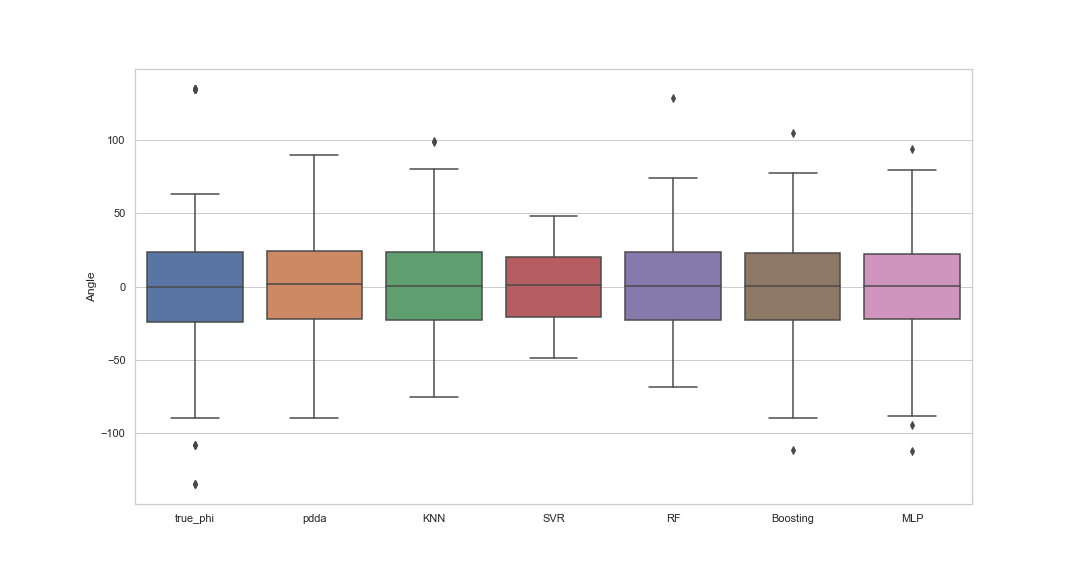 Angle
100
50
0
−50
−100
true_phi
pdda
KNN
SVR
RF
Boosting
MLP